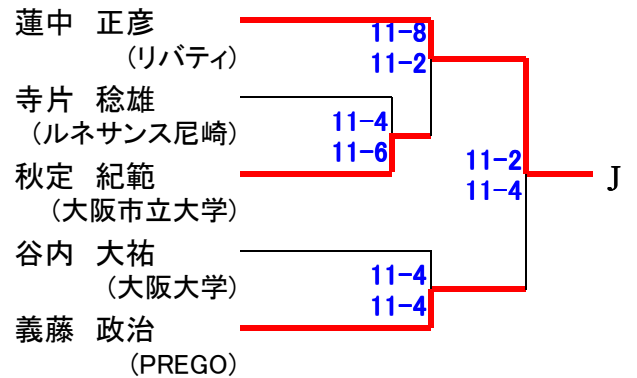 蓮中 正彦
(リバティ)
11-8
11-2
寺片 稔雄
(ルネサンス尼崎)
11-4
11-6
秋定 紀範
(大阪市立大学)
11-2
11-4
J
谷内 大祐
(大阪大学)
11-4
11-4
義藤 政治
(PREGO)